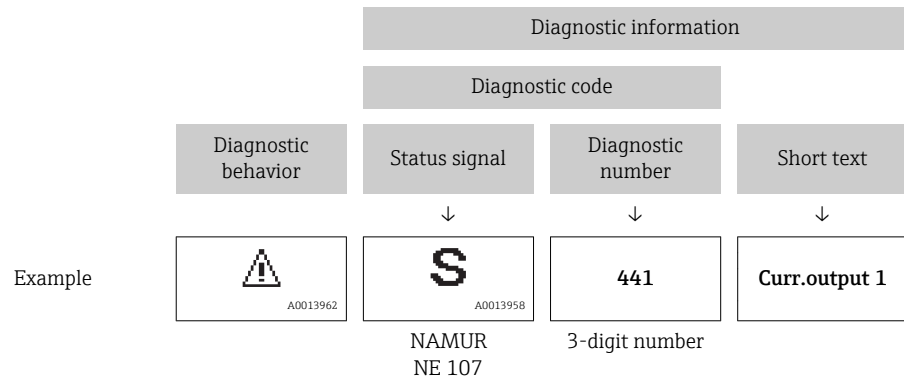 Diagnostic information
Diagnostic code
Diagnostic
behavior
Status signal
Diagnostic
number
Short text
↓
↓
↓
Example
A0013962
S
A0013958
441
Curr.output 1
NAMUR
NE 107
3-digit number